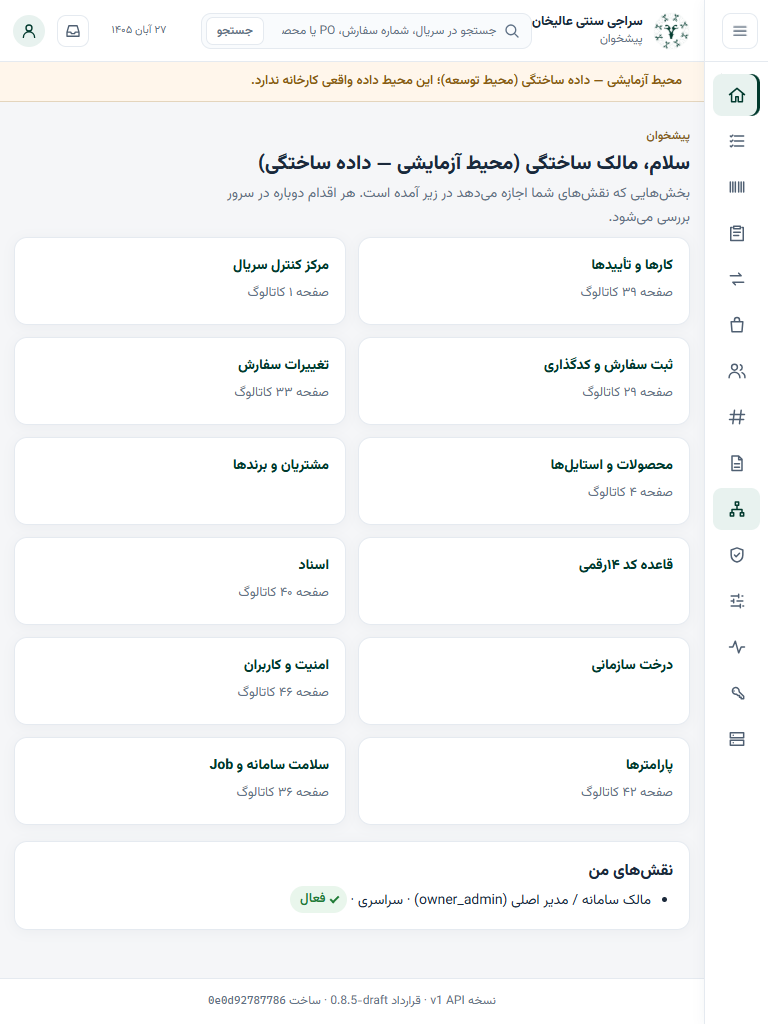 سراجی سنتی عالیخان
پیشخوان
جستجو در سریال، شماره سفارش، PO یا محصـ
جستجو
۲۷ آبان ۱۴۰۵
محیط آزمایشی — داده ساختگی (محیط توسعه)؛ این محیط داده واقعی کارخانه ندارد.
پیشخوان
سلام، مالک ساختگی (محیط آزمایشی — داده ساختگی)
بخش‌هایی که نقش‌های شما اجازه می‌دهد در زیر آمده است. هر اقدام دوباره در سرور
بررسی می‌شود.
کارها و تأییدها
۳۹ صفحه کاتالوگ
مرکز کنترل سریال
۱ صفحه کاتالوگ
ثبت سفارش و کدگذاری
۲۹ صفحه کاتالوگ
تغییرات سفارش
۳۳ صفحه کاتالوگ
محصولات و استایل‌ها
۴ صفحه کاتالوگ
مشتریان و برندها
قاعده کد ۱۴رقمی
اسناد
۴۰ صفحه کاتالوگ
درخت سازمانی
امنیت و کاربران
۴۶ صفحه کاتالوگ
پارامترها
۴۲ صفحه کاتالوگ
سلامت سامانه و Job
۳۶ صفحه کاتالوگ
نقش‌های من
• مالک سامانه / مدیر اصلی (owner_admin) · سراسری · ✓ فعال
نسخه v1 API · قرارداد 0.8.5-draft · ساخت 0e0d92787786